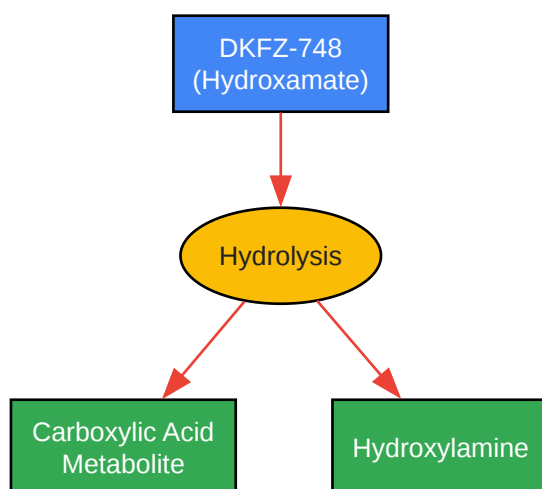 DKFZ-748
(Hydroxamate)
Hydrolysis
Carboxylic Acid
Metabolite
Hydroxylamine